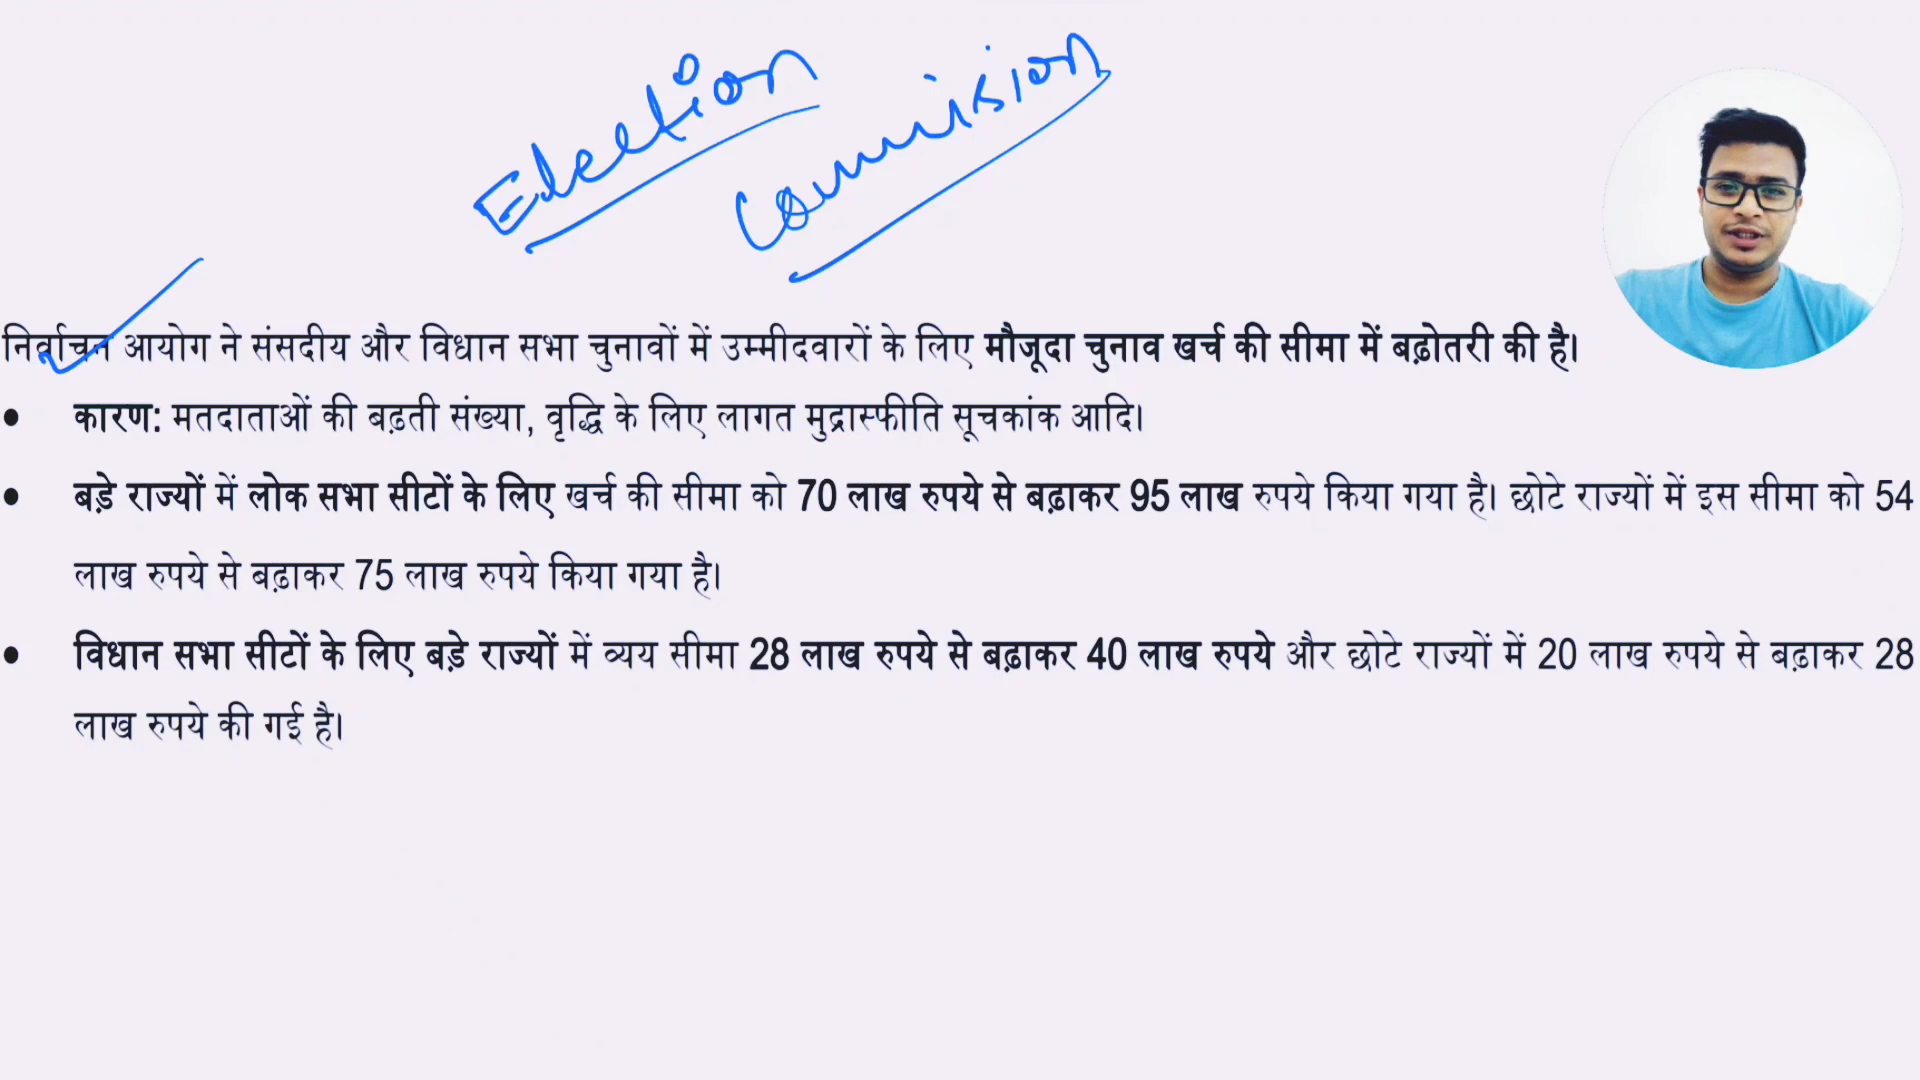 Election Commission
निर्वाचन आयोग ने संसदीय और विधान सभा चुनावों में उम्मीदवारों के लिए मौजूदा चुनाव खर्च की सीमा में बढ़ोतरी की है।
• कारण: मतदाताओं की बढ़ती संख्या, वृद्धि के लिए लागत मुद्रास्फीति सूचकांक आदि।
• बड़े राज्यों में लोक सभा सीटों के लिए खर्च की सीमा को 70 लाख रुपये से बढ़ाकर 95 लाख रुपये किया गया है। छोटे राज्यों में इस सीमा को 54
लाख रुपये से बढ़ाकर 75 लाख रुपये किया गया है।
• विधान सभा सीटों के लिए बड़े राज्यों में व्यय सीमा 28 लाख रुपये से बढ़ाकर 40 लाख रुपये और छोटे राज्यों में 20 लाख रुपये से बढ़ाकर 28
लाख रुपये की गई है।